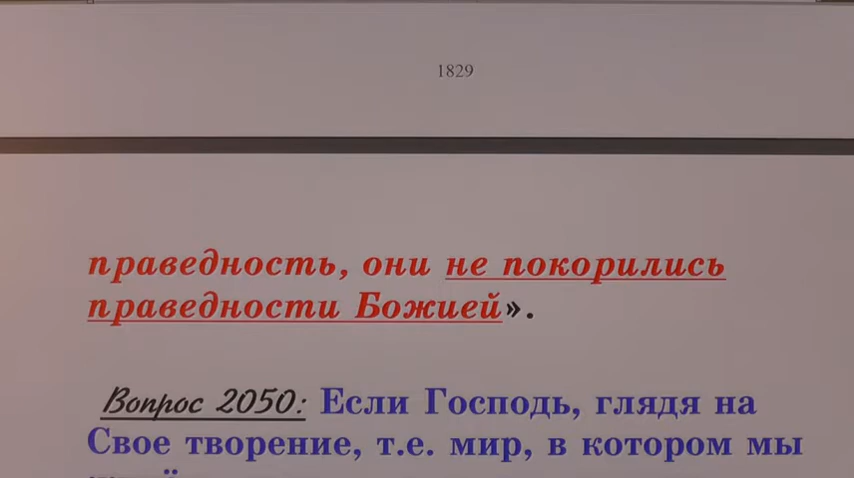 1829
праведность, они не покорились
праведности Божией».
Вопрос 2050: Если Господь, глядя на
Свое творение, т.е. мир, в котором мы